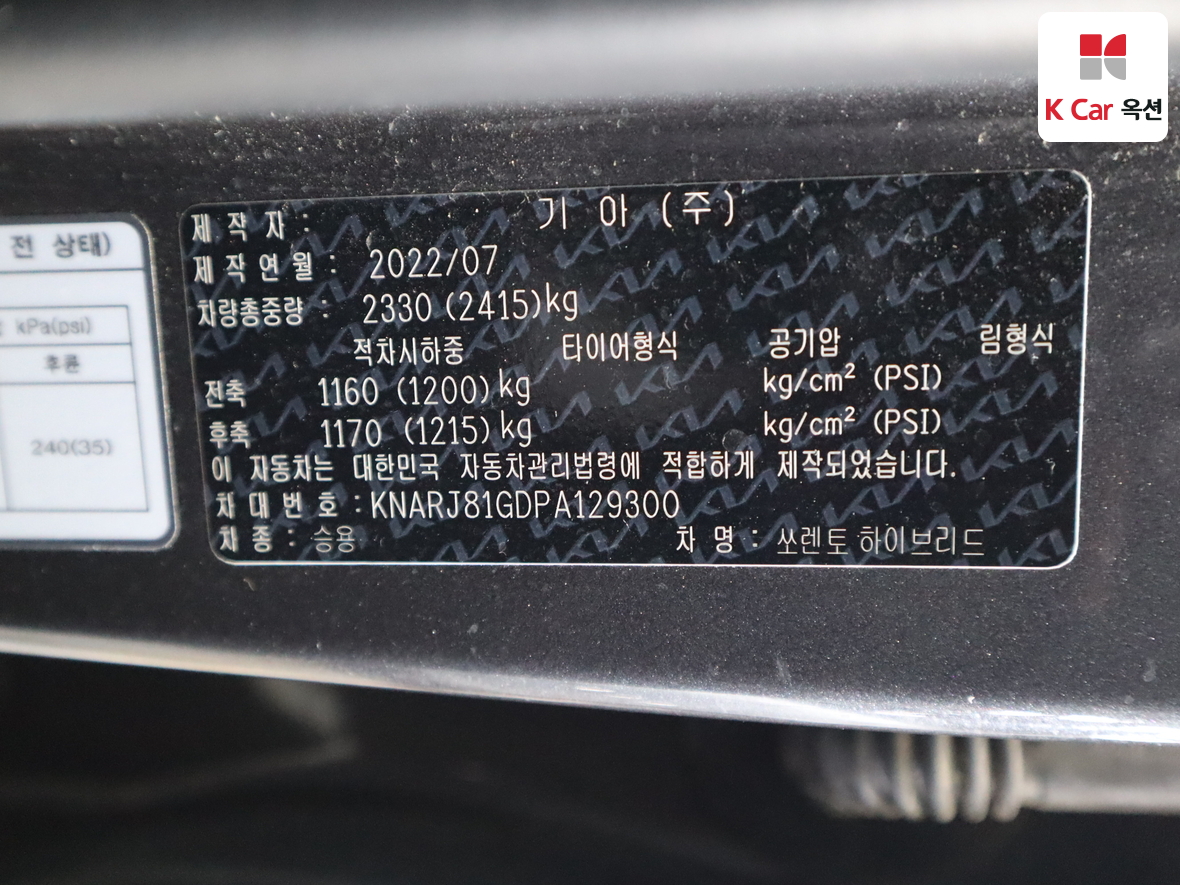 K Car 옥션
제작자 : 기아 (주)
제작연월 : 2022/07
차량총중량 : 2330 (2415)kg
적차시하중 타이어형식 공기압 림형식
전축 1160 (1200)kg kg/cm² (PSI)
후축 1170 (1215)kg kg/cm² (PSI)
이 자동차는 대한민국 자동차관리법령에 적합하게 제작되었습니다.
차대번호 : KNARJ81GDPA129300
차종 : 승용 차명 : 쏘렌토 하이브리드
전 상태)
kPa(psi)
후륜
240(35)